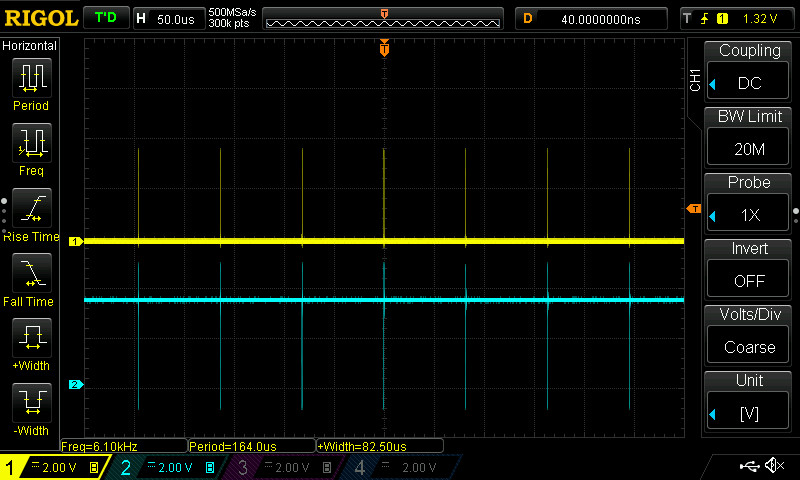 RIGOL T'D H 50.0us 500MSa/s 300k pts T D 40.0000000ns T 1 1.32 V
Horizontal
Period
Freq
Rise Time
Fall Time
+Width
-Width
T
1
2
CH1
Coupling
DC
BW Limit
20M
Probe
1X
Invert
OFF
Volts/Div
Coarse
Unit
[V]
Freq=6.10kHz Period=164.0us +Width=82.50us
1 2.00 V B 2 2.00 V B 3 2.00 V B 4 2.00 V